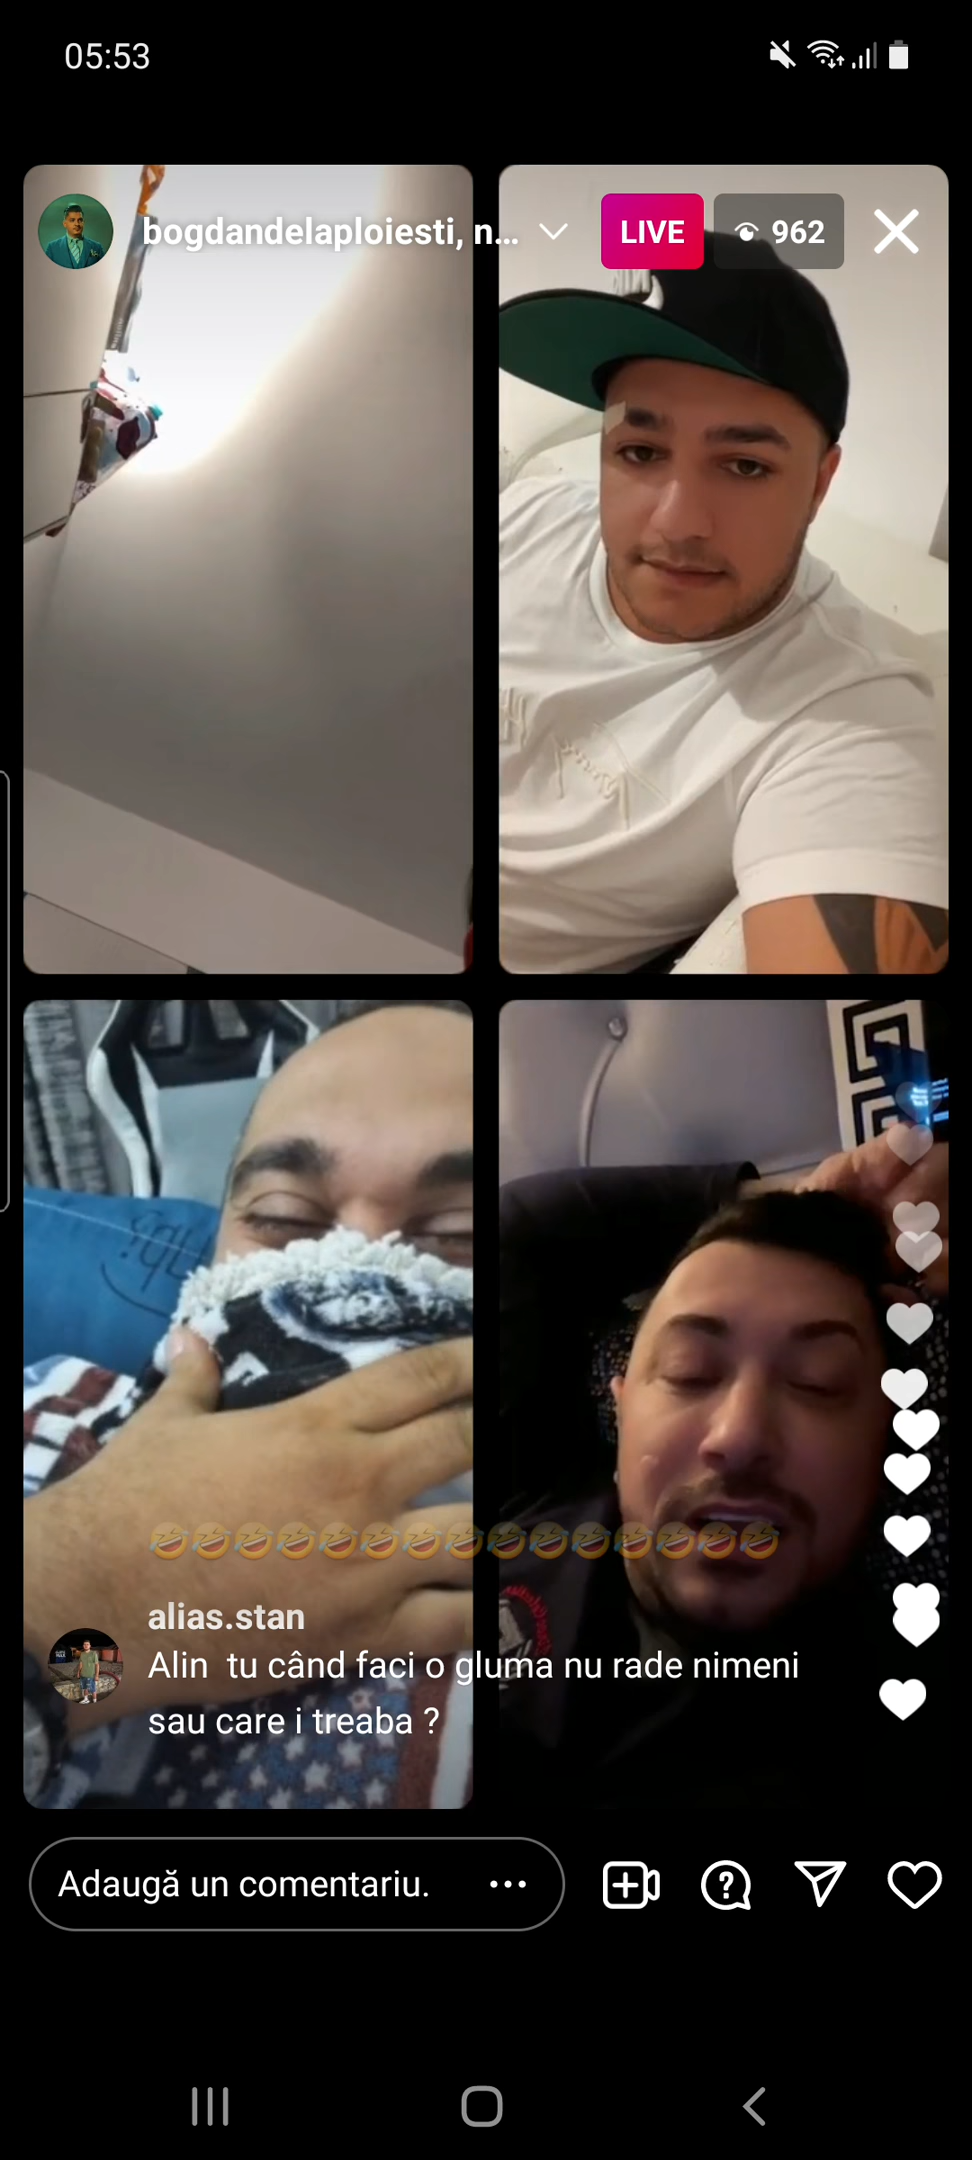 05:53
bogdandelaploiesti, n...
LIVE
962
🤣🤣🤣🤣🤣🤣🤣🤣🤣🤣🤣🤣🤣🤣🤣
alias.stan
Alin tu când faci o gluma nu rade nimeni
sau care i treaba ?
Adaugă un comentariu.